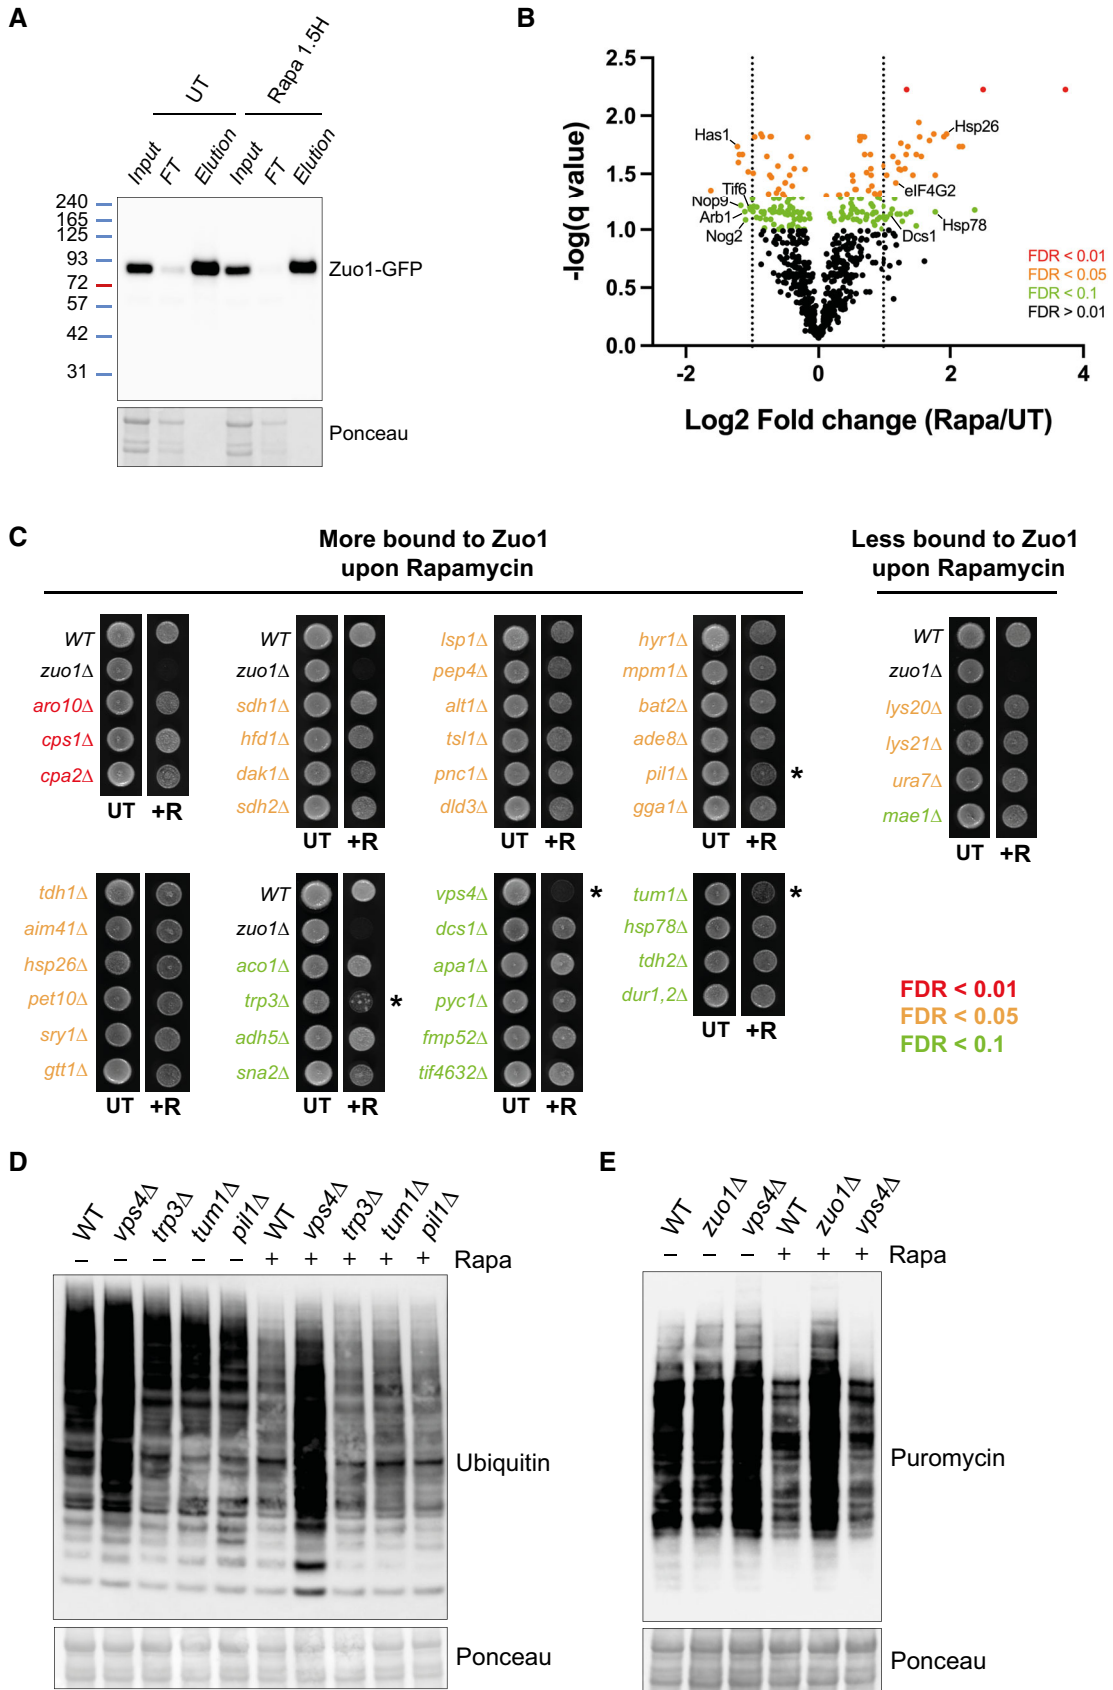 A
UT
Rapa 1.5H
Input
FT
Elution
Input
FT
Elution
240
165
125
93
72
57
42
31
Zuo1-GFP
Ponceau
B
-log(q value)
2.5
2.0
1.5
1.0
0.5
0.0
-2
0
2
4
Log2 Fold change (Rapa/UT)
Has1
Hsp26
Tif6
eIF4G2
Nop9
Arb1
Nog2
Dcs1
Hsp78
FDR < 0.01
FDR < 0.05
FDR < 0.1
FDR > 0.01
C
More bound to Zuo1
upon Rapamycin
Less bound to Zuo1
upon Rapamycin
WT
zuo1Δ
aro10Δ
cps1Δ
cpa2Δ
UT +R
WT
zuo1Δ
sdh1Δ
hfd1Δ
dak1Δ
sdh2Δ
UT +R
lsp1Δ
pep4Δ
alt1Δ
tsl1Δ
pnc1Δ
dld3Δ
UT +R
hyr1Δ
mpm1Δ
bat2Δ
ade8Δ
pil1Δ *
gga1Δ
UT +R
WT
zuo1Δ
lys20Δ
lys21Δ
ura7Δ
mae1Δ
UT +R
tdh1Δ
aim41Δ
hsp26Δ
pet10Δ
sry1Δ
gtt1Δ
UT +R
WT
zuo1Δ
aco1Δ
trp3Δ *
adh5Δ
sna2Δ
UT +R
vps4Δ *
dcs1Δ
apa1Δ
pyc1Δ
fmp52Δ
tif4632Δ
UT +R
tum1Δ *
hsp78Δ
tdh2Δ
dur1,2Δ
UT +R
FDR < 0.01
FDR < 0.05
FDR < 0.1
D
WT vps4Δ trp3Δ tum1Δ pil1Δ WT vps4Δ trp3Δ tum1Δ pil1Δ
– – – – – + + + + + Rapa
Ubiquitin
Ponceau
E
WT zuo1Δ vps4Δ WT zuo1Δ vps4Δ
– – – + + + Rapa
Puromycin
Ponceau